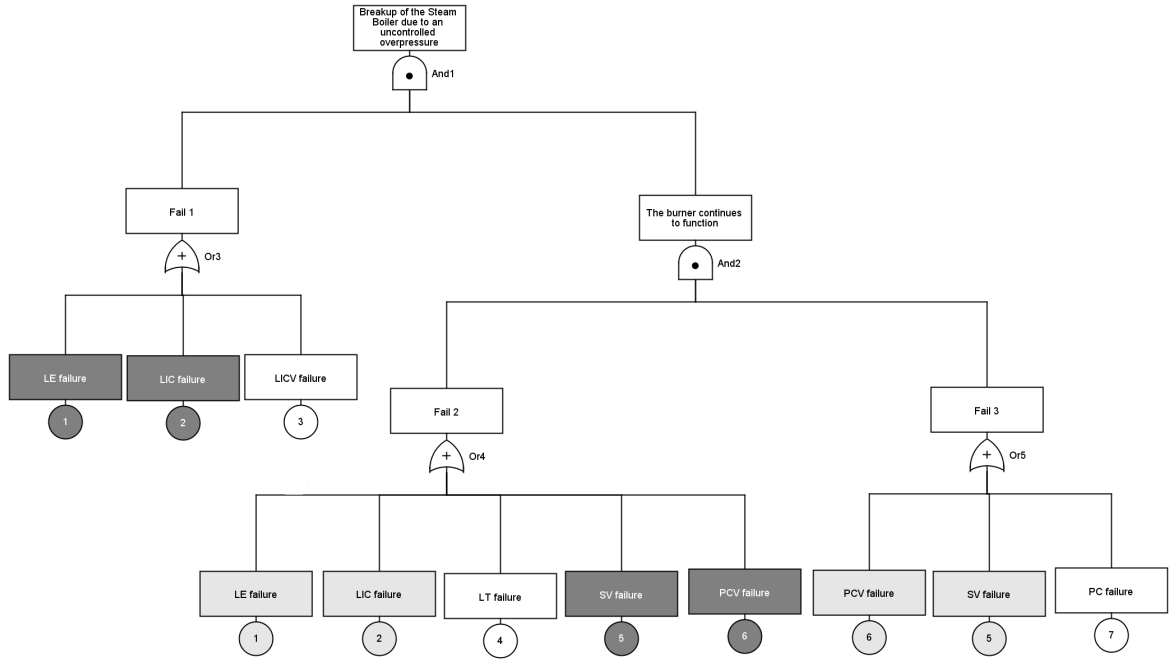 Breakup of the Steam
Boiler due to an
uncontrolled
overpressure
And1
Fail 1
The burner continues
to function
+
Or3
And2
LE failure
LIC failure
LICV failure
1
2
3
Fail 2
Fail 3
+
Or4
+
Or5
LE failure
LIC failure
LT failure
SV failure
PCV failure
PCV failure
SV failure
PC failure
1
2
4
5
6
6
5
7